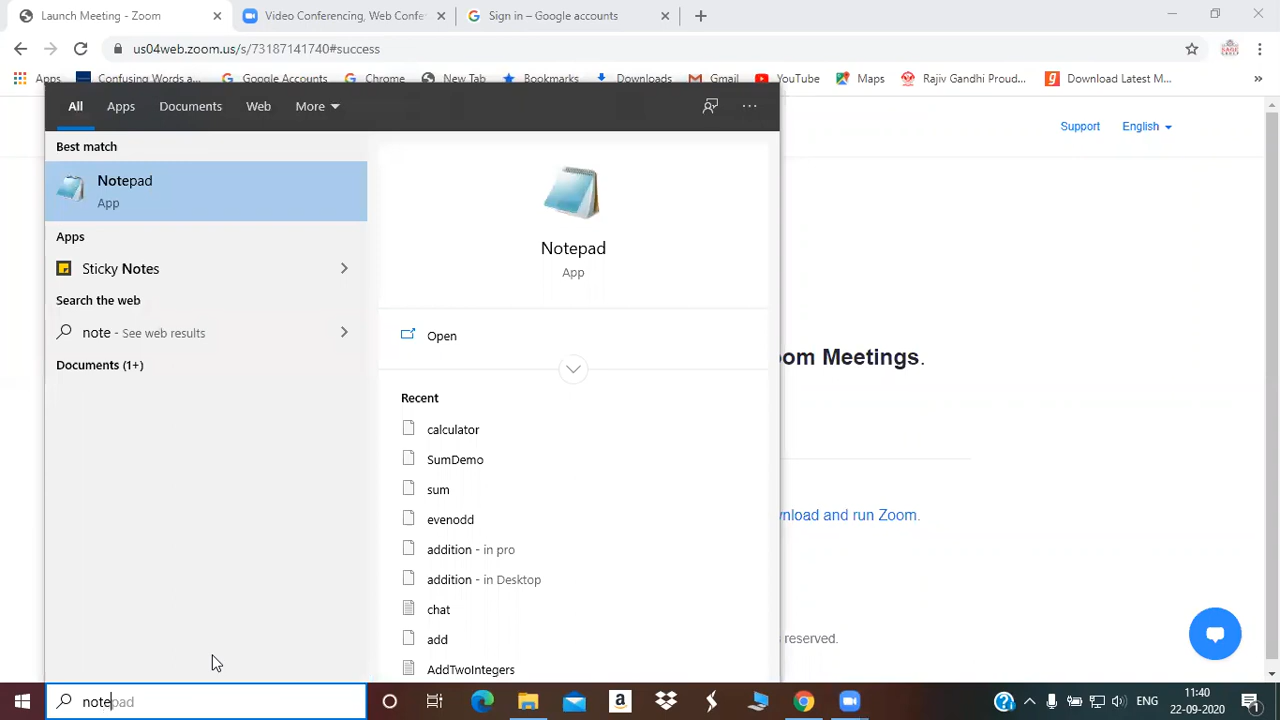 Launch Meeting - Zoom
Video Conferencing, Web Confe
Sign in – Google accounts
us04web.zoom.us/s/73187141740#success
Apps
Confusing Words a...
Google Accounts
Chrome
New Tab
Bookmarks
Downloads
Gmail
YouTube
Maps
Rajiv Gandhi Proud...
Download Latest M...
»
All
Apps
Documents
Web
More
Support
English
Best match
Notepad
App
Apps
Sticky Notes
Search the web
note - See web results
Documents (1+)
Notepad
App
Open
Recent
calculator
SumDemo
sum
evenodd
addition - in pro
addition - in Desktop
chat
add
AddTwoIntegers
oom Meetings.
nload and run Zoom.
reserved.
notepad
ENG
11:40
22-09-2020
1